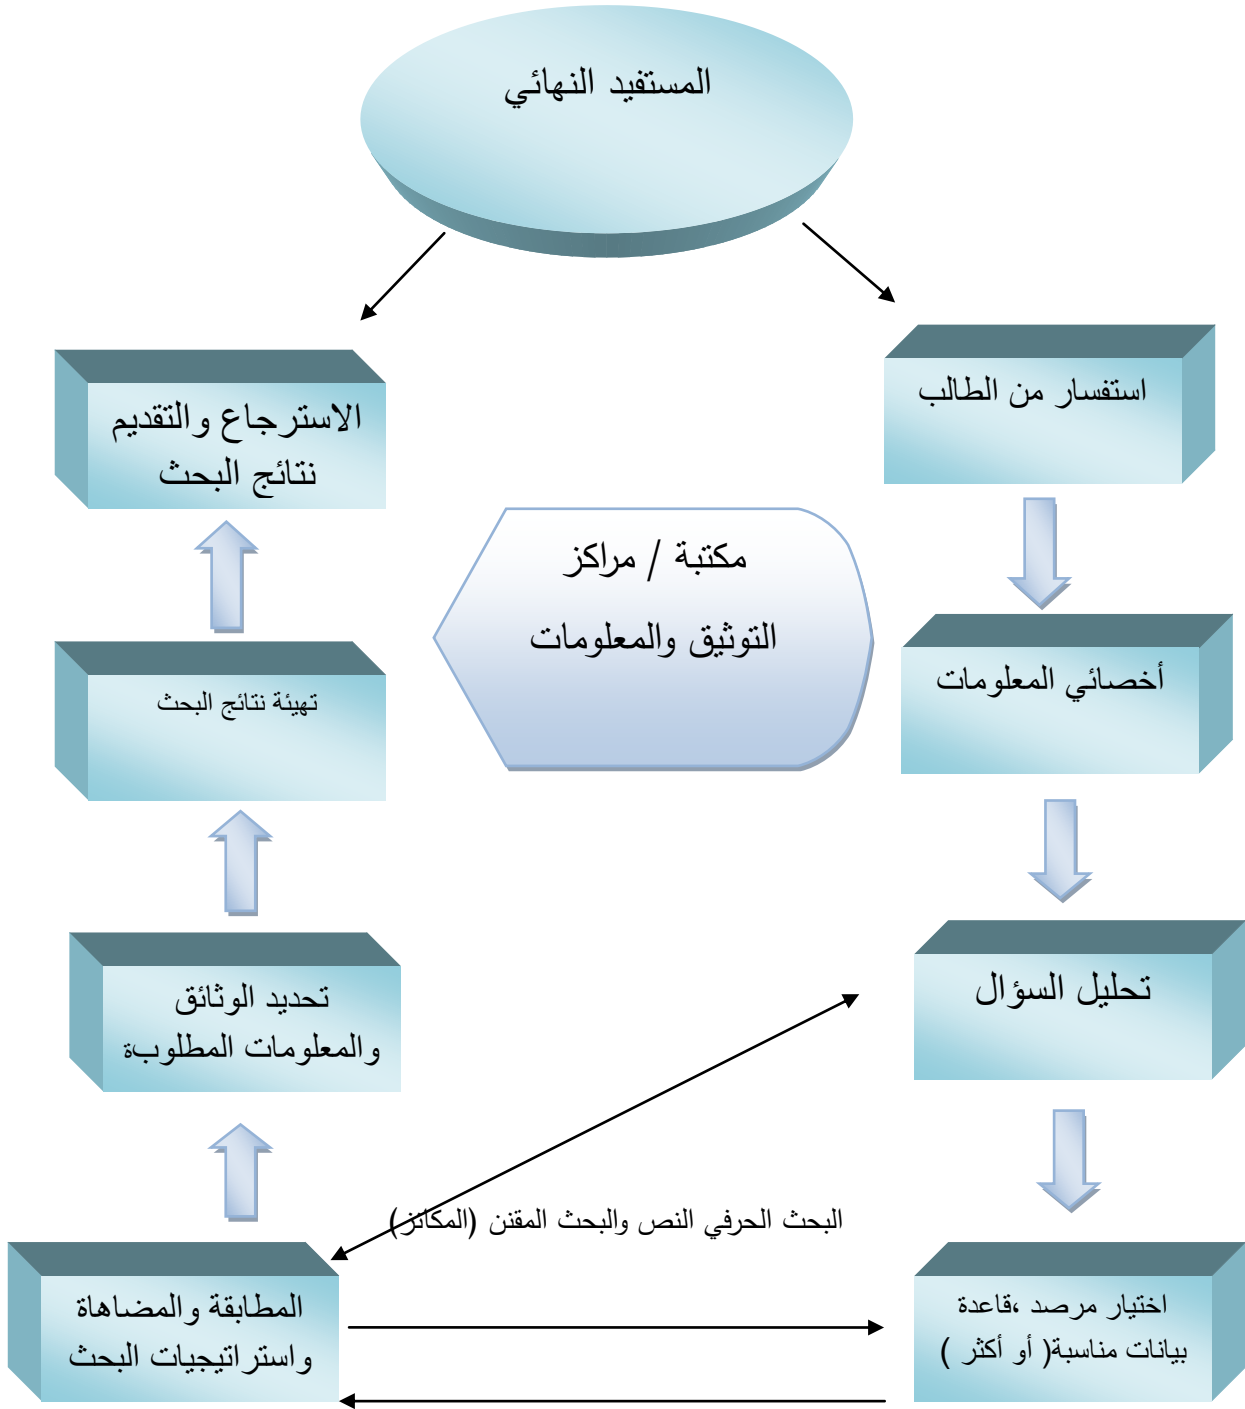 المستفيد النهائي
استفسار من الطالب
الاسترجاع والتقديم
نتائج البحث
مكتبة / مراكز
التوثيق والمعلومات
أخصائي المعلومات
تهيئة نتائج البحث
تحليل السؤال
تحديد الوثائق
والمعلومات المطلوبة
البحث الحرفي النص والبحث المقنن (المكانز)
اختيار مرصد ،قاعدة
بيانات مناسبة( أو أكثر )
المطابقة والمضاهاة
واستراتيجيات البحث